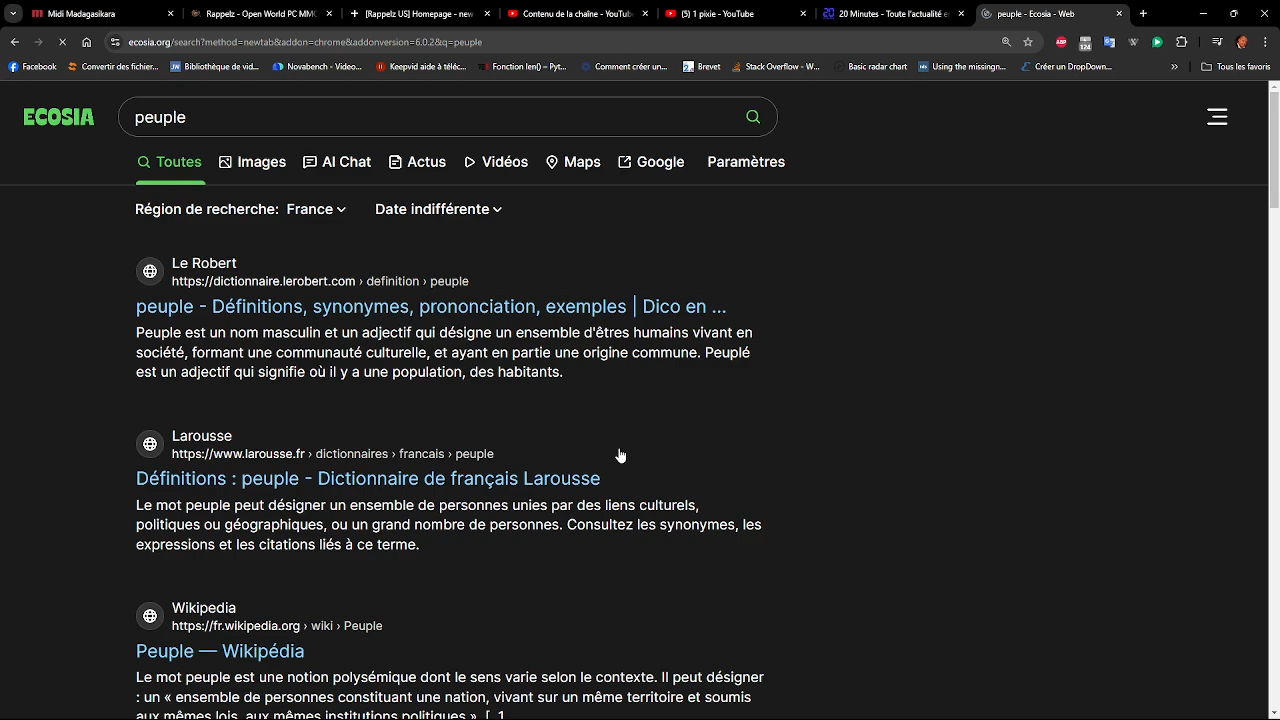 Midi Madagasikara
Rappelz - Open World PC MMO
[Rappelz US] Homepage - new
Contenu de la chaîne - YouTub
(5) 1 pixie - YouTube
20 Minutes - Toute l'actualité e
peuple - Ecosia - Web
ecosia.org/search?method=newtab&addon=chrome&addonversion=6.0.2&q=peuple
Facebook
Convertir des fichier...
Bibliothèque de vid...
Novabench - Video...
Keepvid aide à téléc...
Fonction len() – Pyt...
Comment créer un...
Brevet
Stack Overflow - W...
Basic radar chart
Using the missingn...
Créer un DropDown...
Tous les favoris
ECOSIA
peuple
Toutes
Images
AI Chat
Actus
Vidéos
Maps
Google
Paramètres
Région de recherche: France
Date indifférente
Le Robert
https://dictionnaire.lerobert.com › definition › peuple
peuple - Définitions, synonymes, prononciation, exemples | Dico en ...
Peuple est un nom masculin et un adjectif qui désigne un ensemble d'êtres humains vivant en
société, formant une communauté culturelle, et ayant en partie une origine commune. Peuplé
est un adjectif qui signifie où il y a une population, des habitants.
Larousse
https://www.larousse.fr › dictionnaires › francais › peuple
Définitions : peuple - Dictionnaire de français Larousse
Le mot peuple peut désigner un ensemble de personnes unies par des liens culturels,
politiques ou géographiques, ou un grand nombre de personnes. Consultez les synonymes, les
expressions et les citations liés à ce terme.
Wikipedia
https://fr.wikipedia.org › wiki › Peuple
Peuple — Wikipédia
Le mot peuple est une notion polysémique dont le sens varie selon le contexte. Il peut désigner
: un « ensemble de personnes constituant une nation, vivant sur un même territoire et soumis
aux mêmes lois, aux mêmes institutions politiques ». [